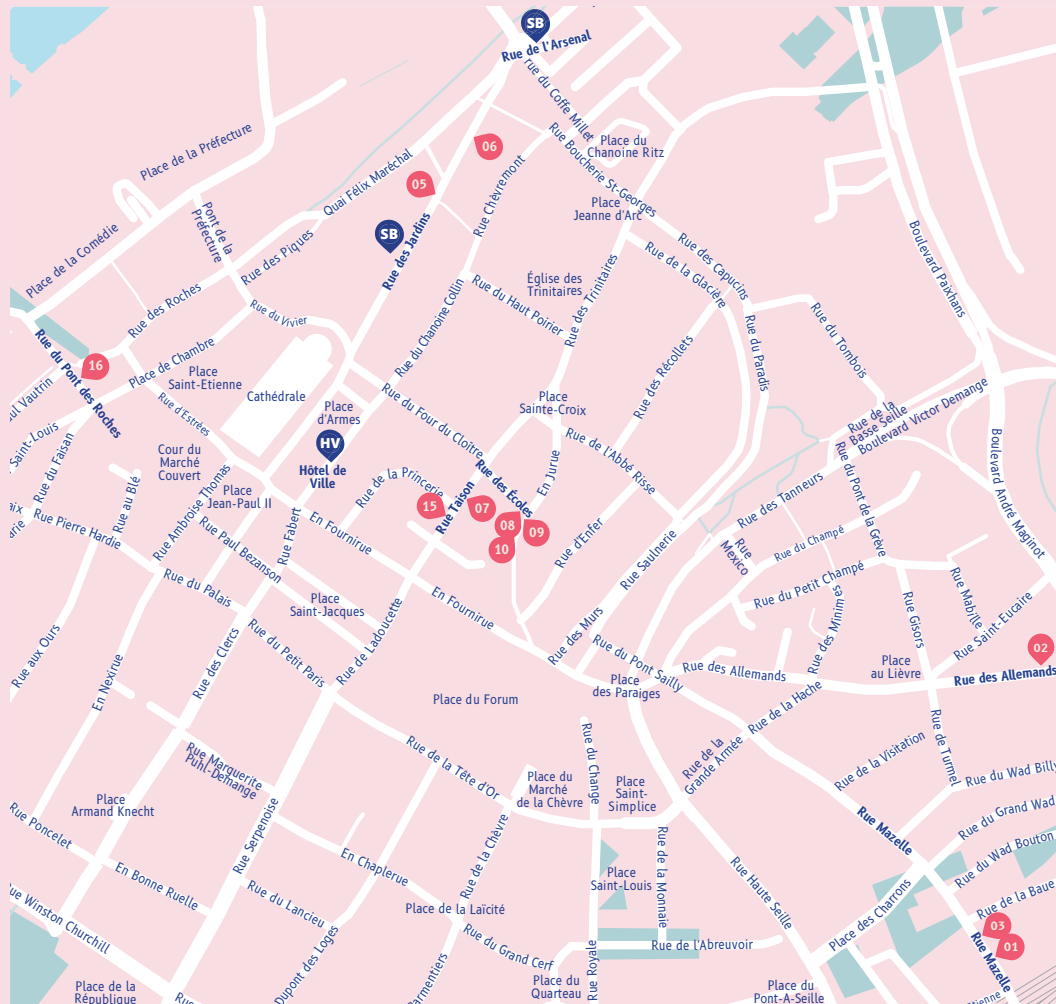 SB
Rue de l'Arsenal
rue du Coffe Millet
06
Place du
Chanoine Ritz
Rue Boucherie St-Georges
Place de la Préfecture
Quai Félix Maréchal
05
Rue Chèvremont
Place
Jeanne d'Arc
Pont de la
Préfecture
SB
Rue des Jardins
Rue des Capucins
Boulevard Paixhans
Place de la Comédie
Rue des Piques
Rue de la Glacière
Église des
Trinitaires
Rue des Trinitaires
Rue du Haut Poirier
Rue des Roches
Rue du Vivier
Rue du Chanoine Collin
Rue du Paradis
Rue du Tombois
Rue du Pont des Roches
16
Place de Chambre
Place
Saint-Etienne
Cathédrale
Rue des Récollets
Rue d'Estrées
Place
d'Armes
Rue du Four du Cloître
Place
Sainte-Croix
Rue de la
Basse Seille
Boulevard Victor Demange
Vautrin
Saint-Louis
Rue du Faisan
HV
Hôtel de
Ville
Cour du
Marché
Couvert
Rue de l'Abbé Risse
Rue du Pont de la Grève
Boulevard André Maginot
Rue au Blé
Rue Ambroise Thomas
Place
Jean-Paul II
Rue de la Princerie
Rue des Écoles
En Jurue
Rue des Tanneurs
15
Rue Taison
07
08
09
10
Rue Pierre Hardie
Rue Paul Bezanson
Rue Fabert
En Fournirue
Rue d'Enfer
Rue Saulnerie
Rue
Mexico
Rue du Champé
Rue du Palais
Place
Saint-Jacques
Rue de Ladoucette
En Fournirue
Rue du Petit Champé
Rue des Minimes
Rue Gisors
Rue Mabille
Rue Saint-Eucaire
Rue aux Ours
En Nexirue
Rue des Clercs
Rue du Petit Paris
Rue des Murs
Rue du Pont Sailly
Rue des Allemands
02
Place
au Lièvre
Rue des Allemands
Place
des Paraiges
Place du Forum
Rue de la Hache
Rue de Turmel
Rue de la
Grande Armée
Rue de la Visitation
Rue du Wad Billy
Rue Marguerite
Puhl-Demange
Rue de la Tête d'Or
Rue du Change
Place du
Marché
de la Chèvre
Place
Saint-
Simplice
Place
Armand Knecht
Rue du Grand Wad
Rue Mazelle
Rue Poncelet
Rue Serpenoise
Rue de la Chèvre
Rue de la Monnaie
Rue du Wad Bouton
En Bonne Ruelle
En Chaplerue
Place
Saint-Louis
Rue Haute Seille
Rue de la Baue
Rue Winston Churchill
Rue du Lancieu
Place de la Laïcité
Place des Charrons
03
01
Rue Mazelle
Dupont des Loges
Rue du Grand Cerf
Rue Royale
Rue de l'Abreuvoir
Place de la
République
Place du
Quarteau
Place du
Pont-A-Seille